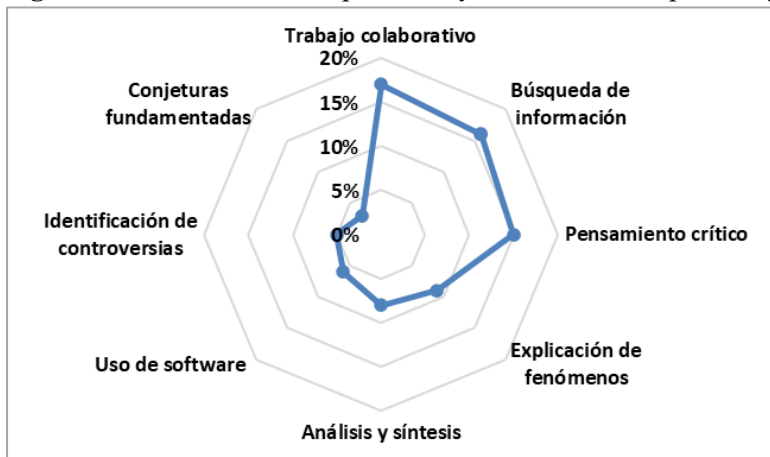 Trabajo colaborativo
20%
15%
10%
5%
0%
Búsqueda de
información
Pensamiento crítico
Explicación de
fenómenos
Análisis y síntesis
Uso de software
Identificación de
controversias
Conjeturas
fundamentadas